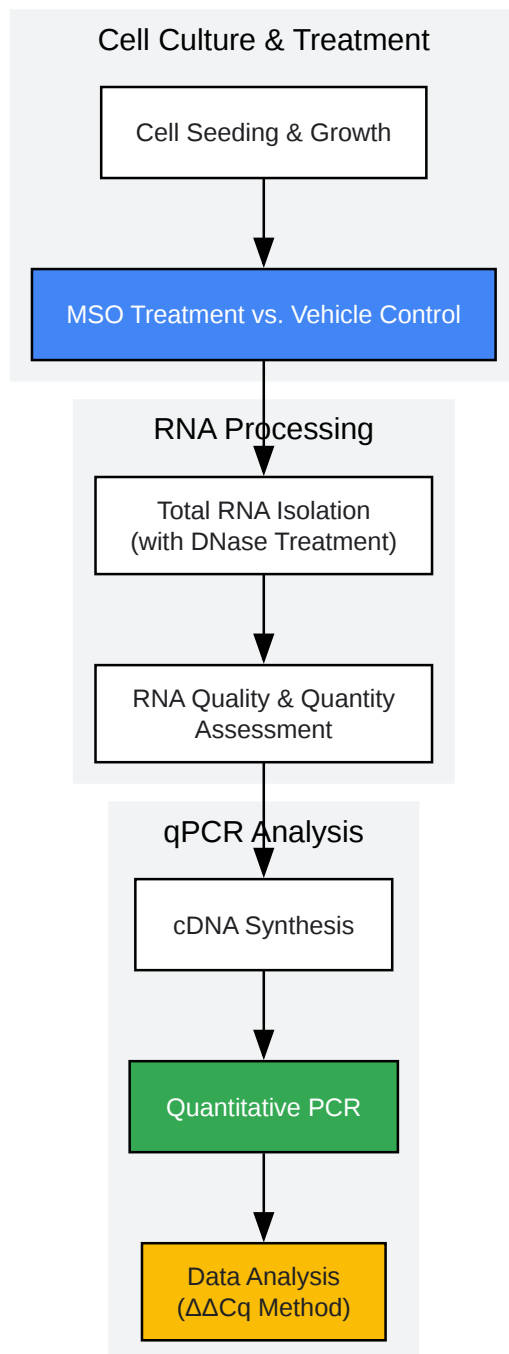 Cell Culture & Treatment
Cell Seeding & Growth
MSO Treatment vs. Vehicle Control
RNA Processing
Total RNA Isolation
(with DNase Treatment)
RNA Quality & Quantity
Assessment
qPCR Analysis
cDNA Synthesis
Quantitative PCR
Data Analysis
(ΔΔCq Method)